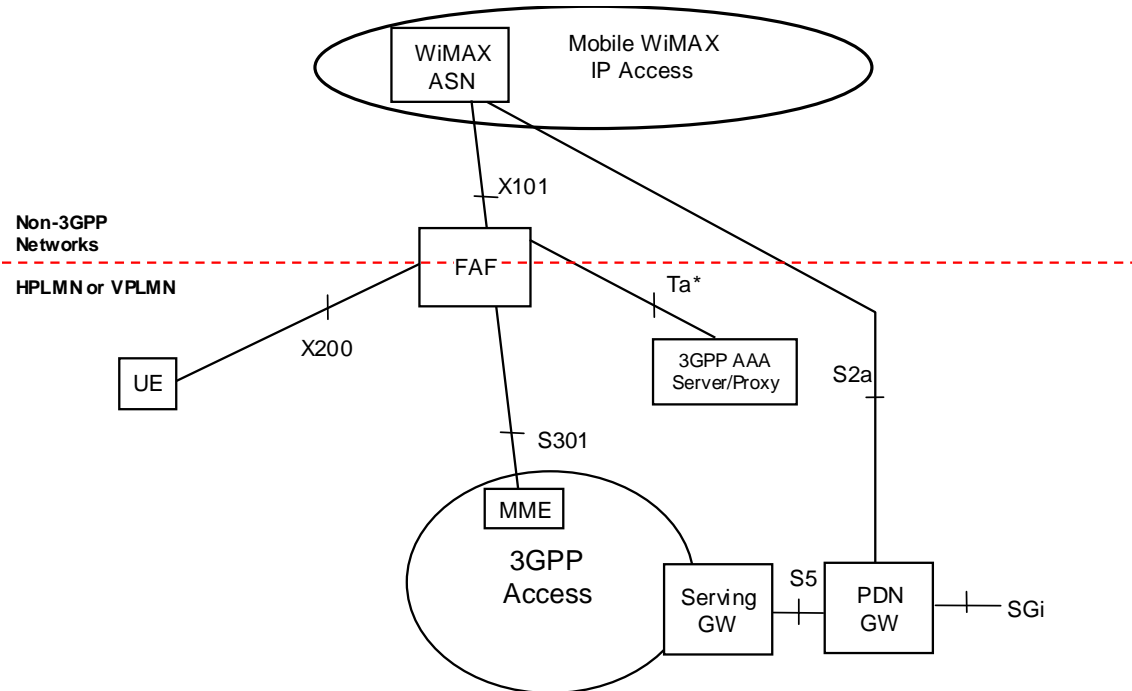 WiMAX
ASN
Mobile WiMAX
IP Access
X101
Non-3GPP
Networks
FAF
HPLMN or VPLMN
Ta*
X200
3GPP AAA
Server/Proxy
UE
S2a
S301
MME
3GPP
Access
Serving
GW
S5
PDN
GW
SGi